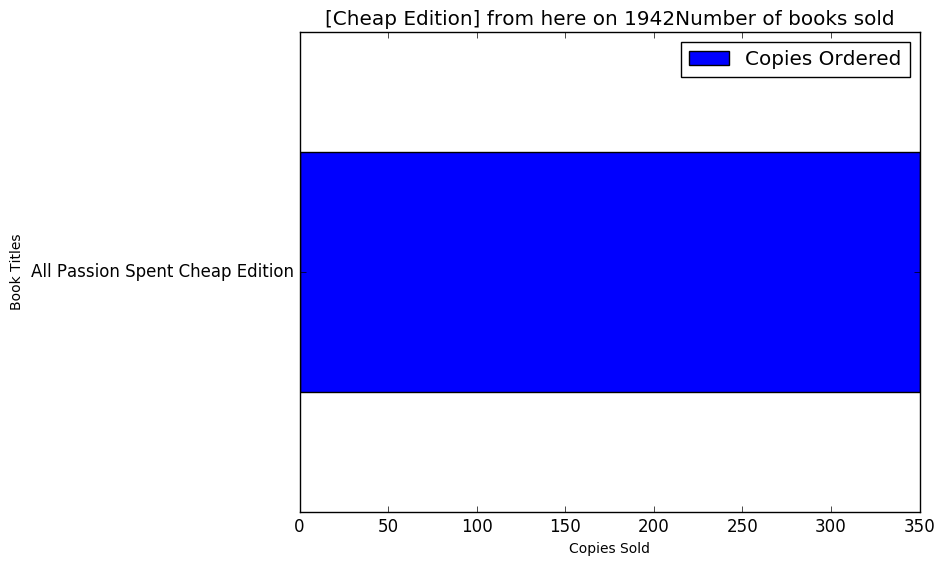 [Cheap Edition] from here on 1942Number of books sold
Copies Ordered
Book Titles
All Passion Spent Cheap Edition
0 50 100 150 200 250 300 350
Copies Sold